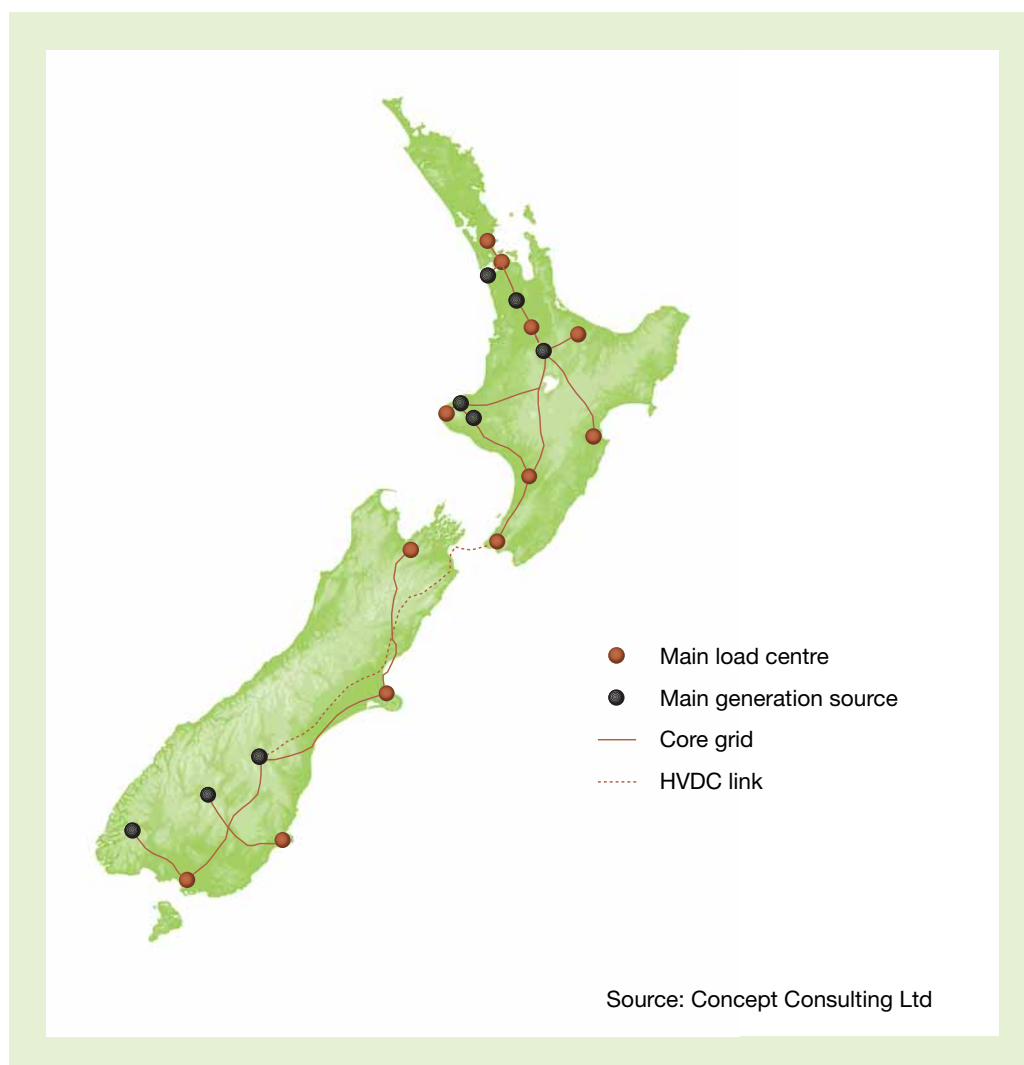 Main load centre
Main generation source
Core grid
HVDC link
Source: Concept Consulting Ltd